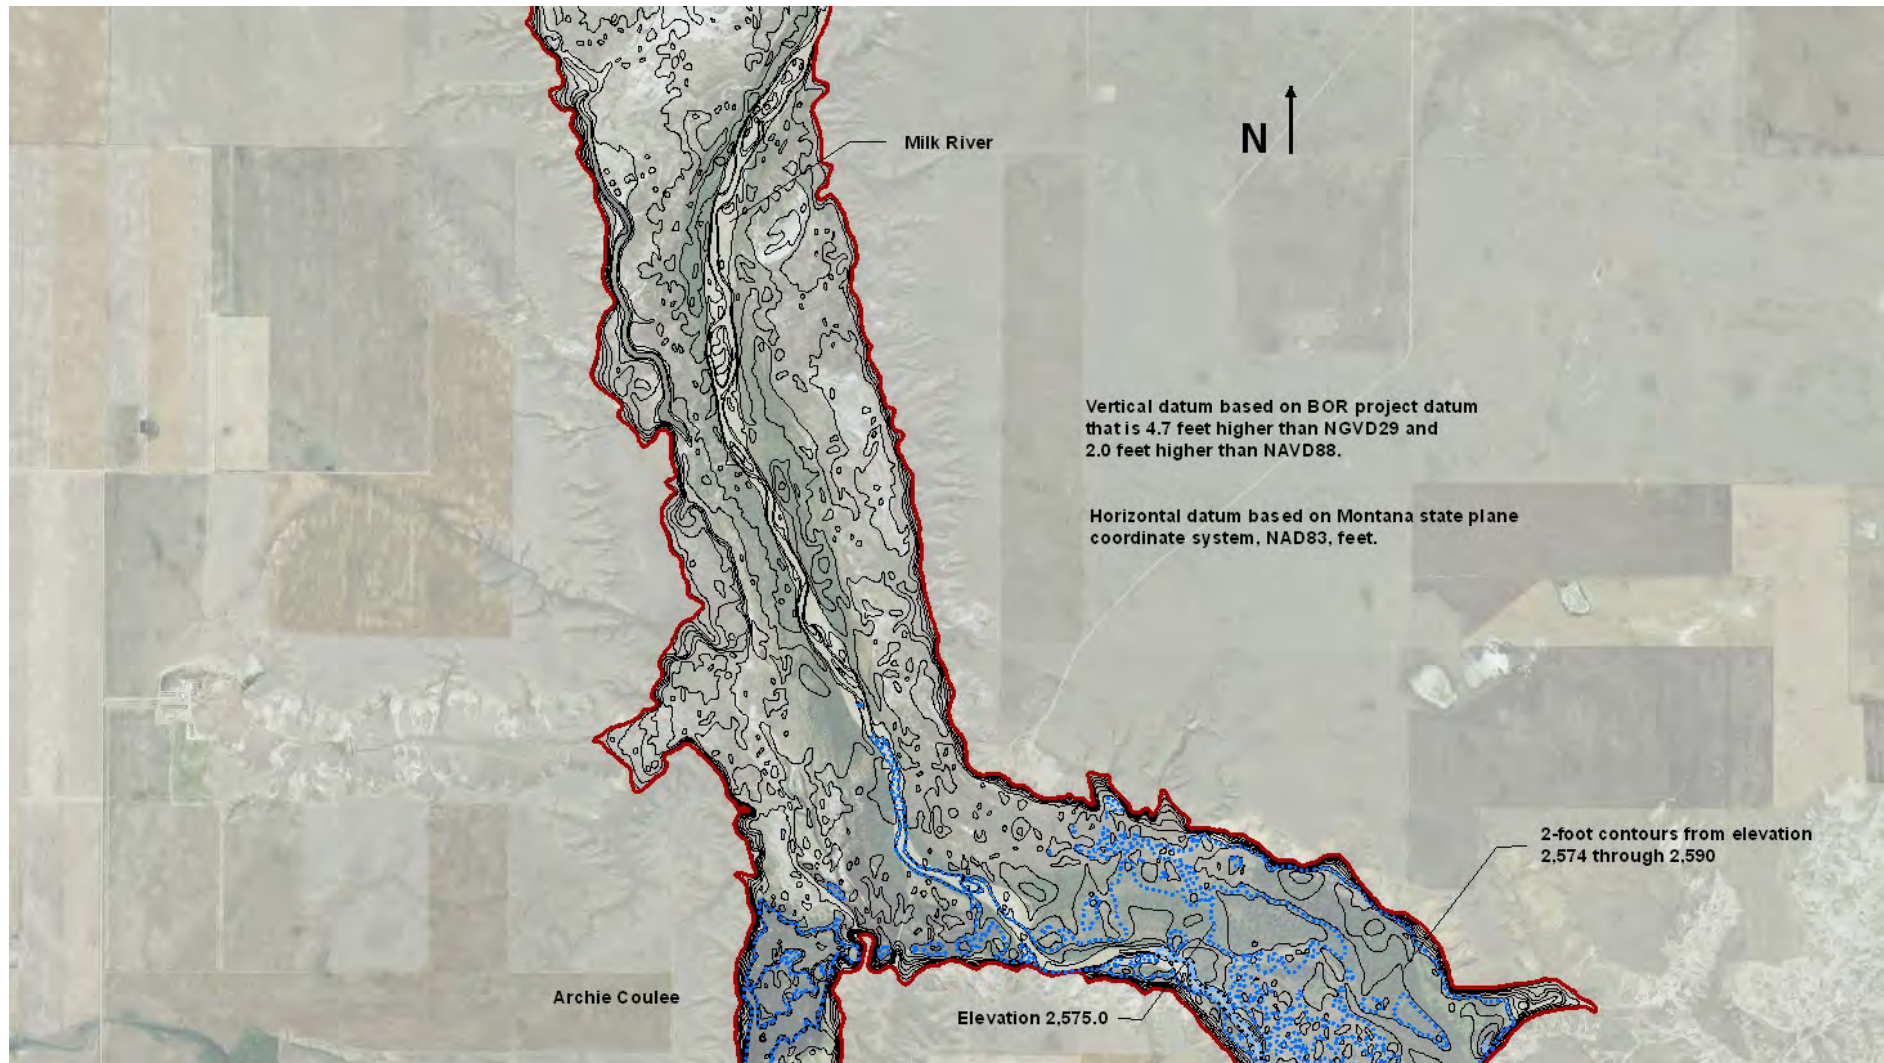 Milk River
N
Vertical datum based on BOR project datum
that is 4.7 feet higher than NGVD29 and
2.0 feet higher than NAVD88.
Horizontal datum based on Montana state plane
coordinate system, NAD83, feet.
2-foot contours from elevation
2,574 through 2,590
Archie Coulee
Elevation 2,575.0